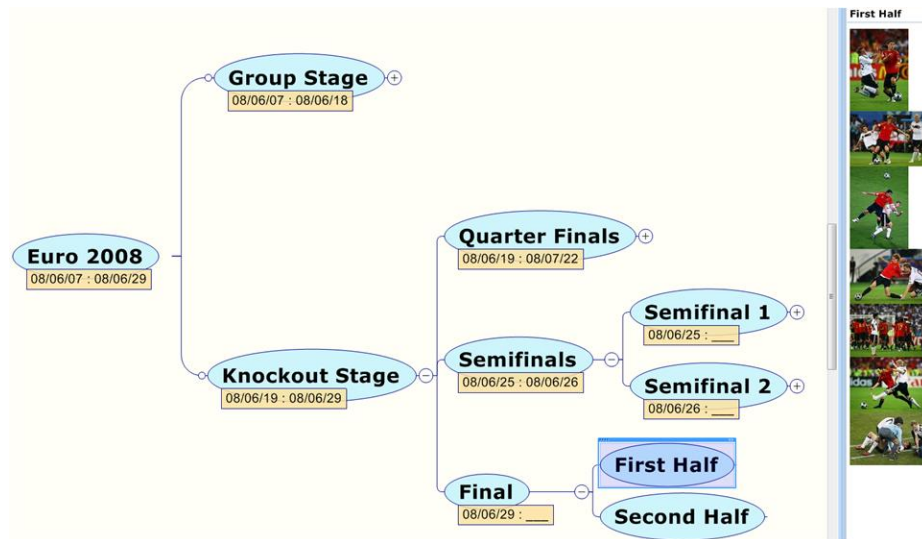 First Half
Group Stage
08/06/07 : 08/06/18
Euro 2008
08/06/07 : 08/06/29
Quarter Finals
08/06/19 : 08/07/22
Semifinal 1
08/06/25 : ___
Semifinals
08/06/25 : 08/06/26
Knockout Stage
08/06/19 : 08/06/29
Semifinal 2
08/06/26 : ___
First Half
Final
08/06/29 : ___
Second Half